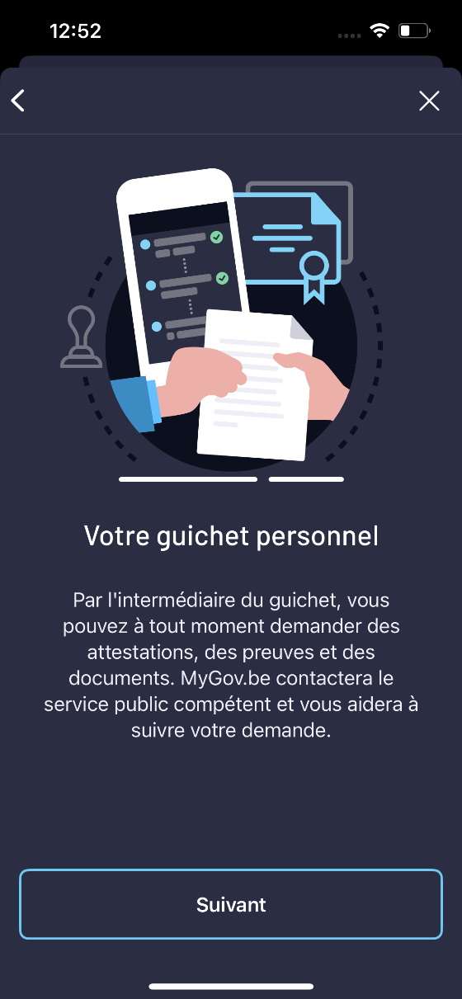 12:52
Votre guichet personnel
Par l'intermédiaire du guichet, vous
pouvez à tout moment demander des
attestations, des preuves et des
documents. MyGov.be contactera le
service public compétent et vous aidera à
suivre votre demande.
Suivant